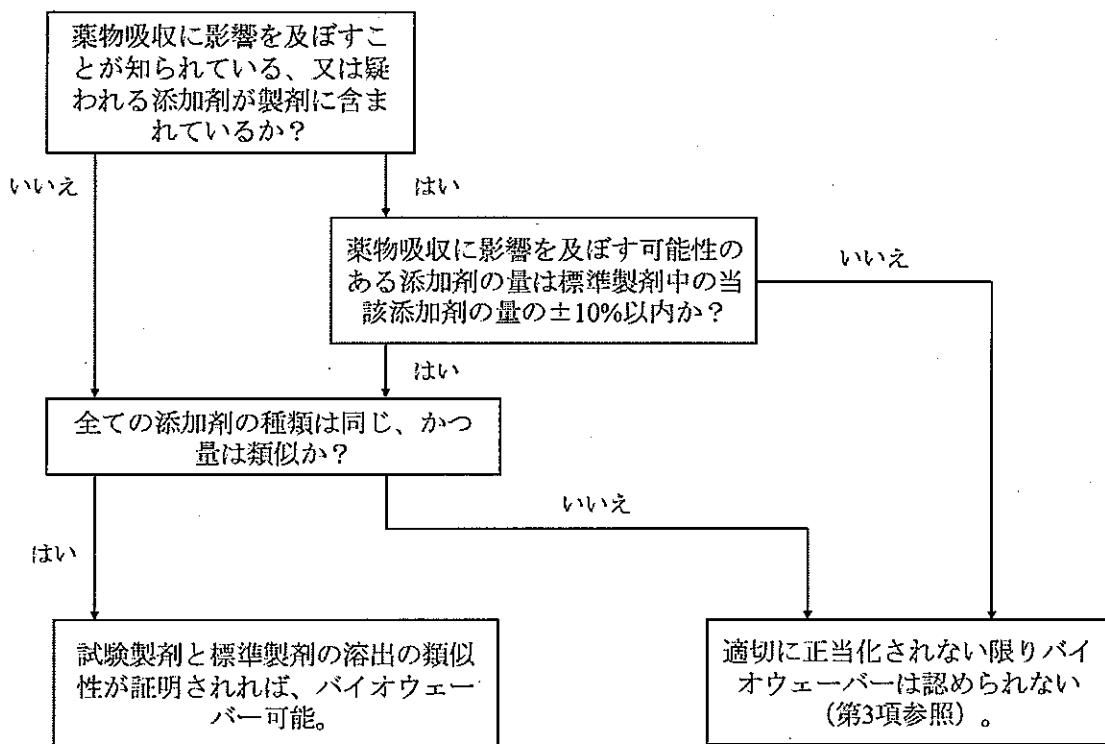 薬物吸収に影響を及ぼすこ
とが知られている、又は疑
われる添加剤が製剤に含ま
れているか？
いいえ
はい
薬物吸収に影響を及ぼす可能性の
ある添加剤の量は標準製剤中の当
該添加剤の量の±10%以内か？
いいえ
はい
全ての添加剤の種類は同じ、かつ
量は類似か？
いいえ
はい
試験製剤と標準製剤の溶出の類似
性が証明されれば、バイオウェー
バー可能。
適切に正当化されない限りバイ
オウェーバーは認められない
（第3項参照）。